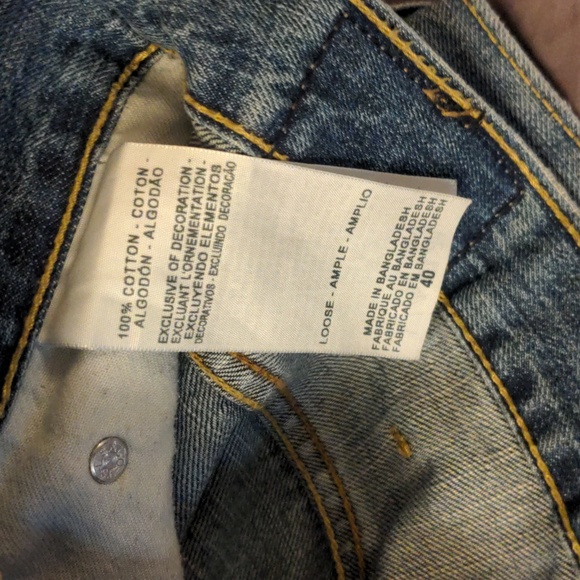 100% COTTON - COTON -
ALGODÓN - ALGODÃO
EXCLUSIVE OF DECORATION -
EXCLUANT L'ORNEMENTATION -
EXCLUYENDO ELEMENTOS
DECORATIVOS - EXCLUINDO DECORAÇÃO
LOOSE - AMPLE - AMPLIO
MADE IN BANGLADESH
FABRIQUE AU BANGLADESH
FABRICADO EN BANGLADESH
FABRICADO EM BANGLADESH
40